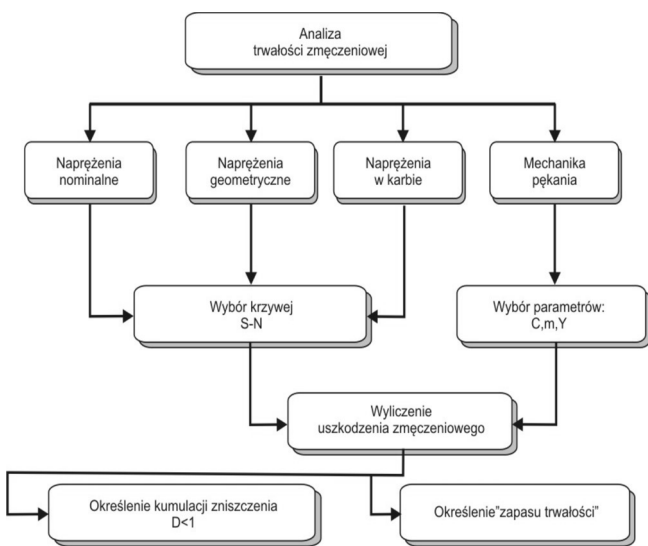 Analiza
trwałości zmęczeniowej
Naprężenia
nominalne
Naprężenia
geometryczne
Naprężenia
w karbie
Mechanika
pękania
Wybór krzywej
S-N
Wybór parametrów:
C,m,Y
Wyliczenie
uszkodzenia zmęczeniowego
Określenie kumulacji zniszczenia
D<1
Określenie"zapasu trwałości"